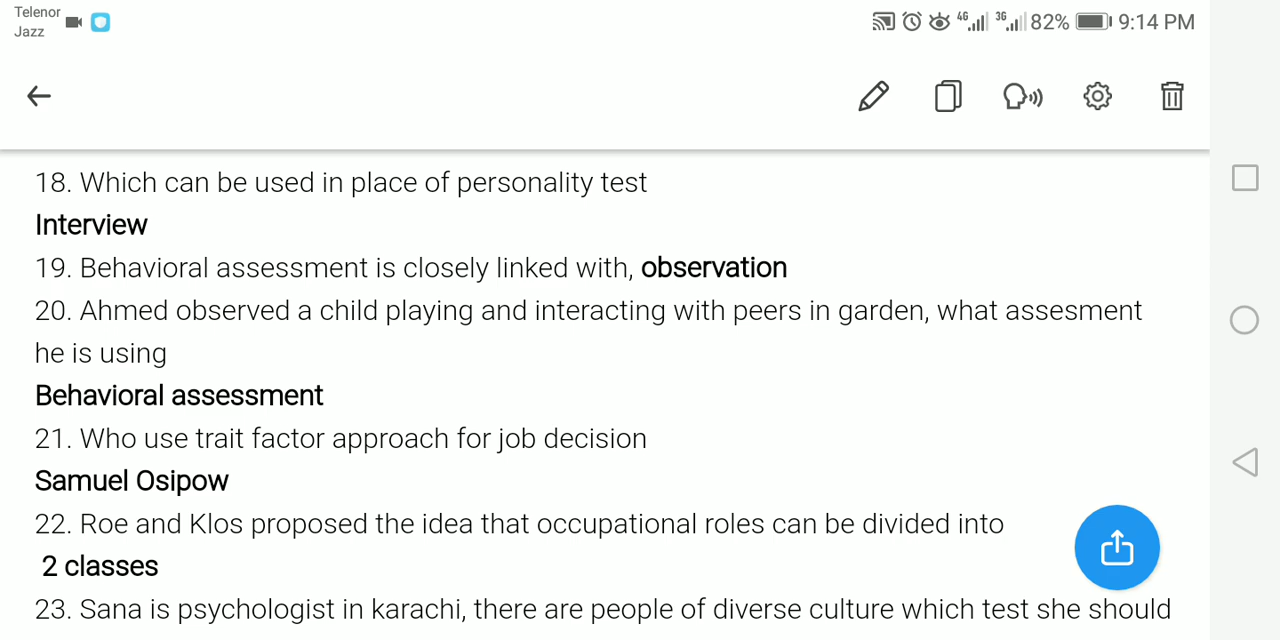 Telenor
Jazz
4G 3G 82% 9:14 PM
18. Which can be used in place of personality test
Interview
19. Behavioral assessment is closely linked with, observation
20. Ahmed observed a child playing and interacting with peers in garden, what assesment
he is using
Behavioral assessment
21. Who use trait factor approach for job decision
Samuel Osipow
22. Roe and Klos proposed the idea that occupational roles can be divided into
2 classes
23. Sana is psychologist in karachi, there are people of diverse culture which test she should